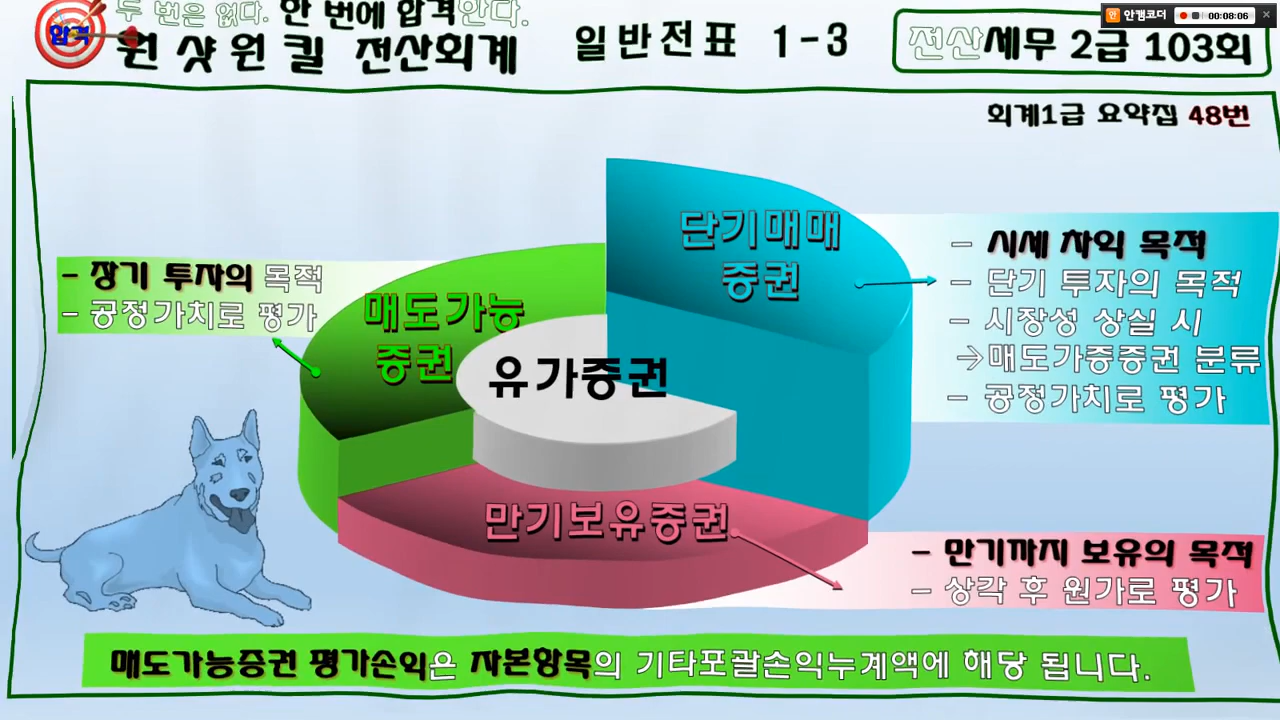 두 번은 없다. 한 번에 합격한다.
합격
원 샷 원 킬 전산회계
일반전표 1-3
전산세무 2급 103회
안캠코더
00:08:06
회계1급 요약집 48번
단기매매
증권
- 시세 차익 목적
- 단기 투자의 목적
- 시장성 상실 시
→매도가증증권 분류
- 공정가치로 평가
- 장기 투자의 목적
- 공정가치로 평가
매도가능
증권
유가증권
만기보유증권
- 만기까지 보유의 목적
- 상각 후 원가로 평가
매도가능증권 평가손익은 자본항목의 기타포괄손익누계액에 해당 됩니다.